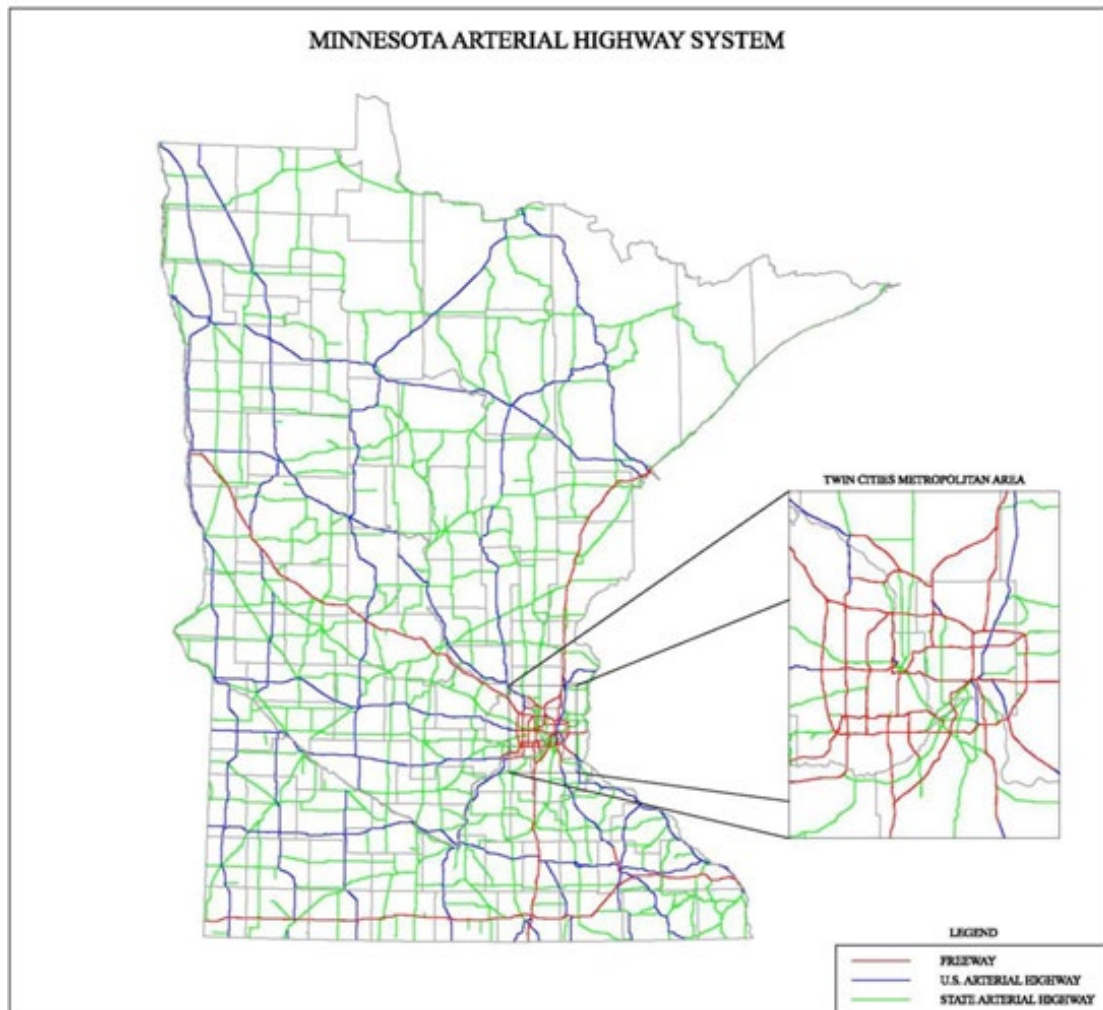 MINNESOTA ARTERIAL HIGHWAY SYSTEM
TWIN CITIES METROPOLITAN AREA
LEGEND
FREEWAY
U.S. ARTERIAL HIGHWAY
STATE ARTERIAL HIGHWAY